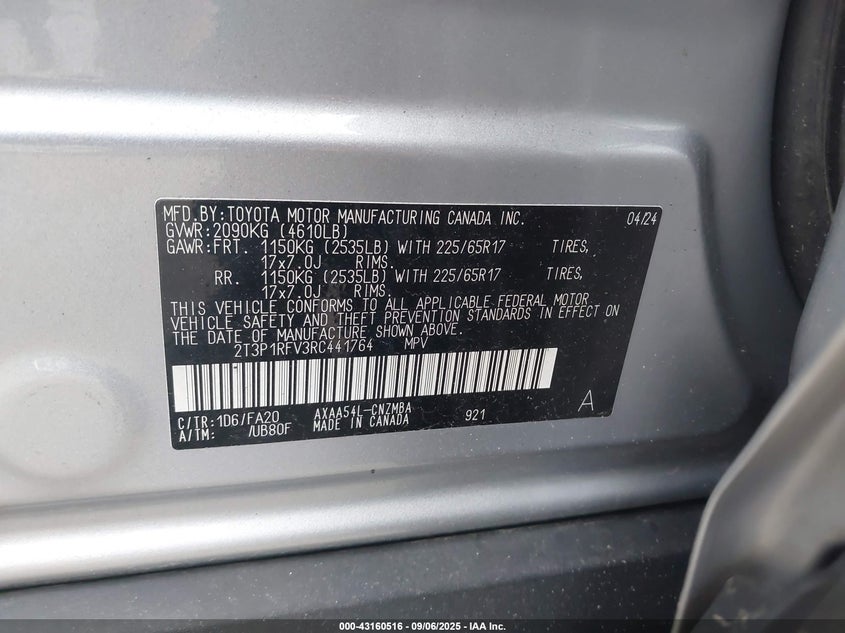 MFD.BY:TOYOTA MOTOR MANUFACTURING CANADA INC. 04/24
GVWR:2090KG (4610LB)
GAWR:FRT. 1150KG (2535LB) WITH 225/65R17 TIRES,
17x7.0J RIMS.
RR. 1150KG (2535LB) WITH 225/65R17 TIRES,
17x7.0J RIMS.
THIS VEHICLE CONFORMS TO ALL APPLICABLE FEDERAL MOTOR
VEHICLE SAFETY AND THEFT PREVENTION STANDARDS IN EFFECT ON
THE DATE OF MANUFACTURE SHOWN ABOVE.
2T3P1RFV3RC441764 MPV
C/TR:1D6/FA20 AXAA54L-CNZMBA 921 A
A/TM: /UB80F MADE IN CANADA
000-43160516 - 09/06/2025 - IAA Inc.